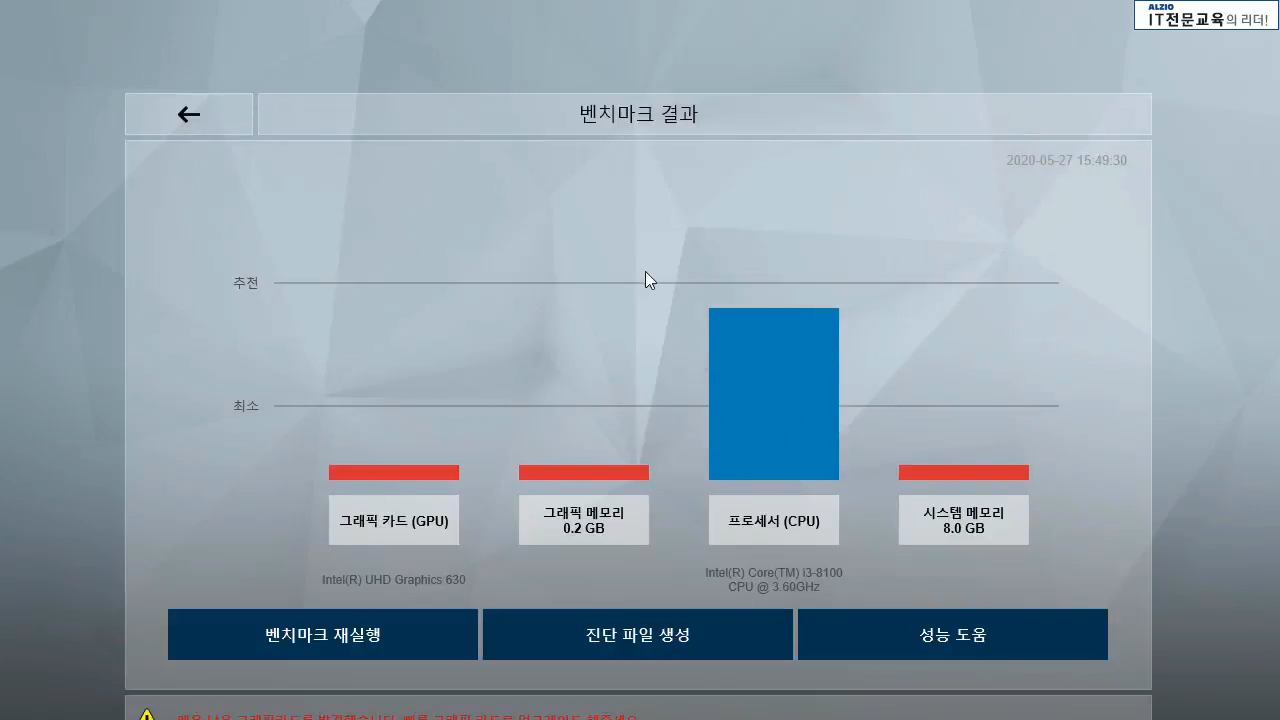 ALZIO
IT전문교육의 리더!
벤치마크 결과
2020-05-27 15:49:30
추천
최소
그래픽 카드 (GPU)
그래픽 메모리
0.2 GB
프로세서 (CPU)
시스템 메모리
8.0 GB
Intel(R) UHD Graphics 630
Intel(R) Core(TM) i3-8100
CPU @ 3.60GHz
벤치마크 재실행
진단 파일 생성
성능 도움